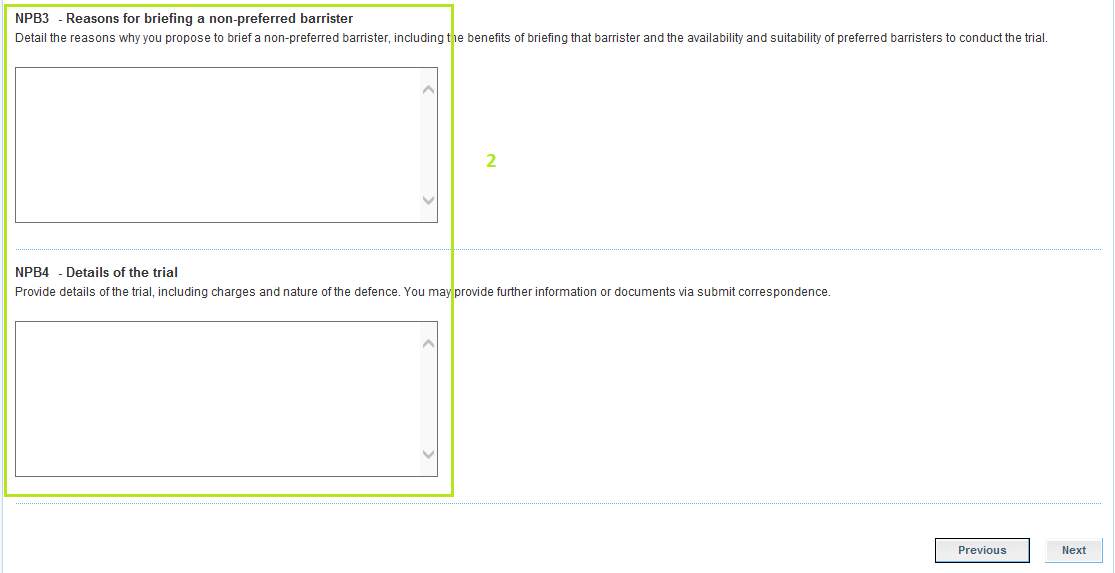 NPB3 - Reasons for briefing a non-preferred barrister
Detail the reasons why you propose to brief a non-preferred barrister, including the benefits of briefing that barrister and the availability and suitability of preferred barristers to conduct the trial.
2
NPB4 - Details of the trial
Provide details of the trial, including charges and nature of the defence. You may provide further information or documents via submit correspondence.
Previous Next